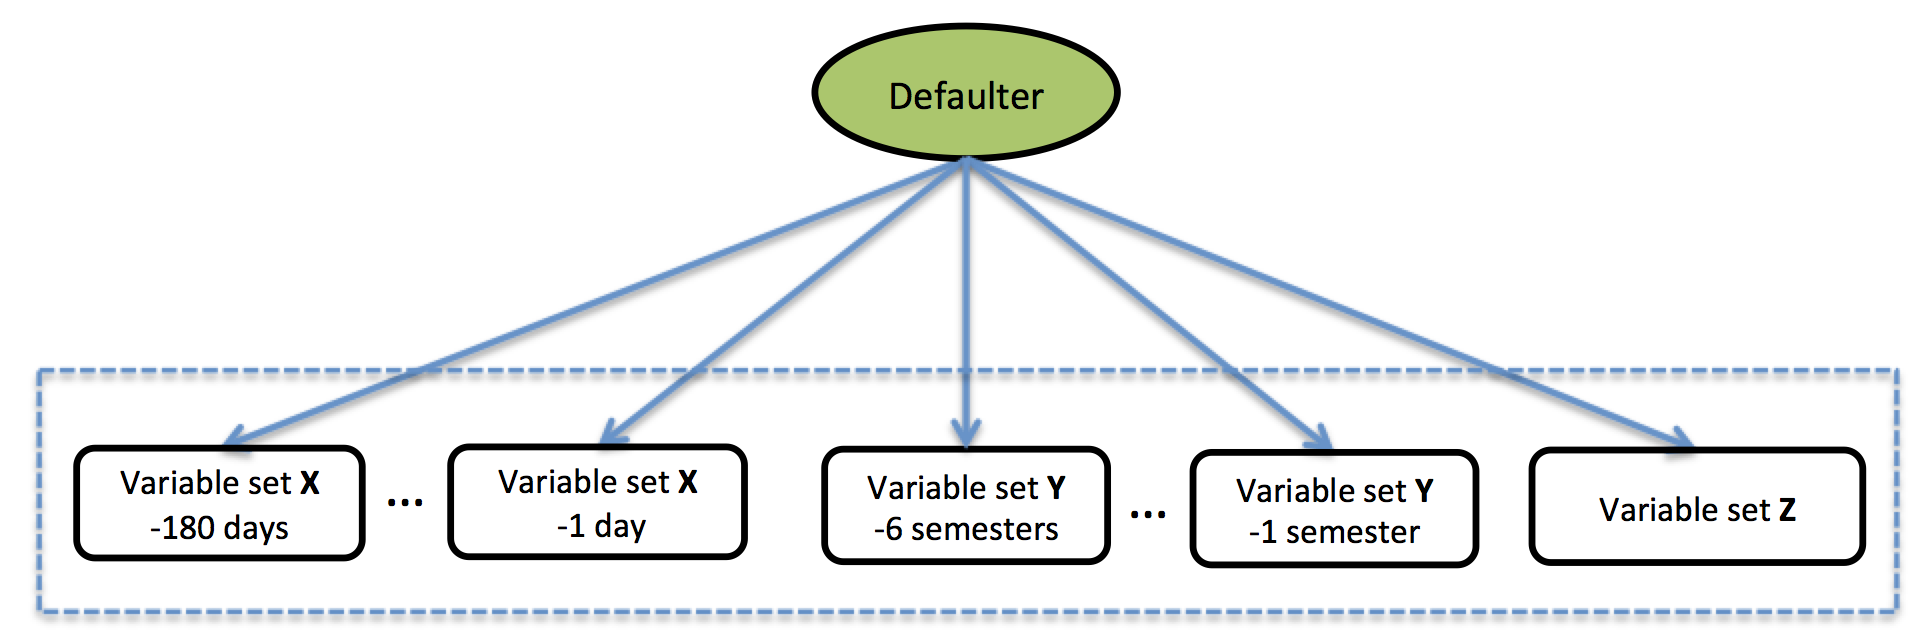 Defaulter
Variable set X
-180 days
...
Variable set X
-1 day
Variable set Y
-6 semesters
...
Variable set Y
-1 semester
Variable set Z